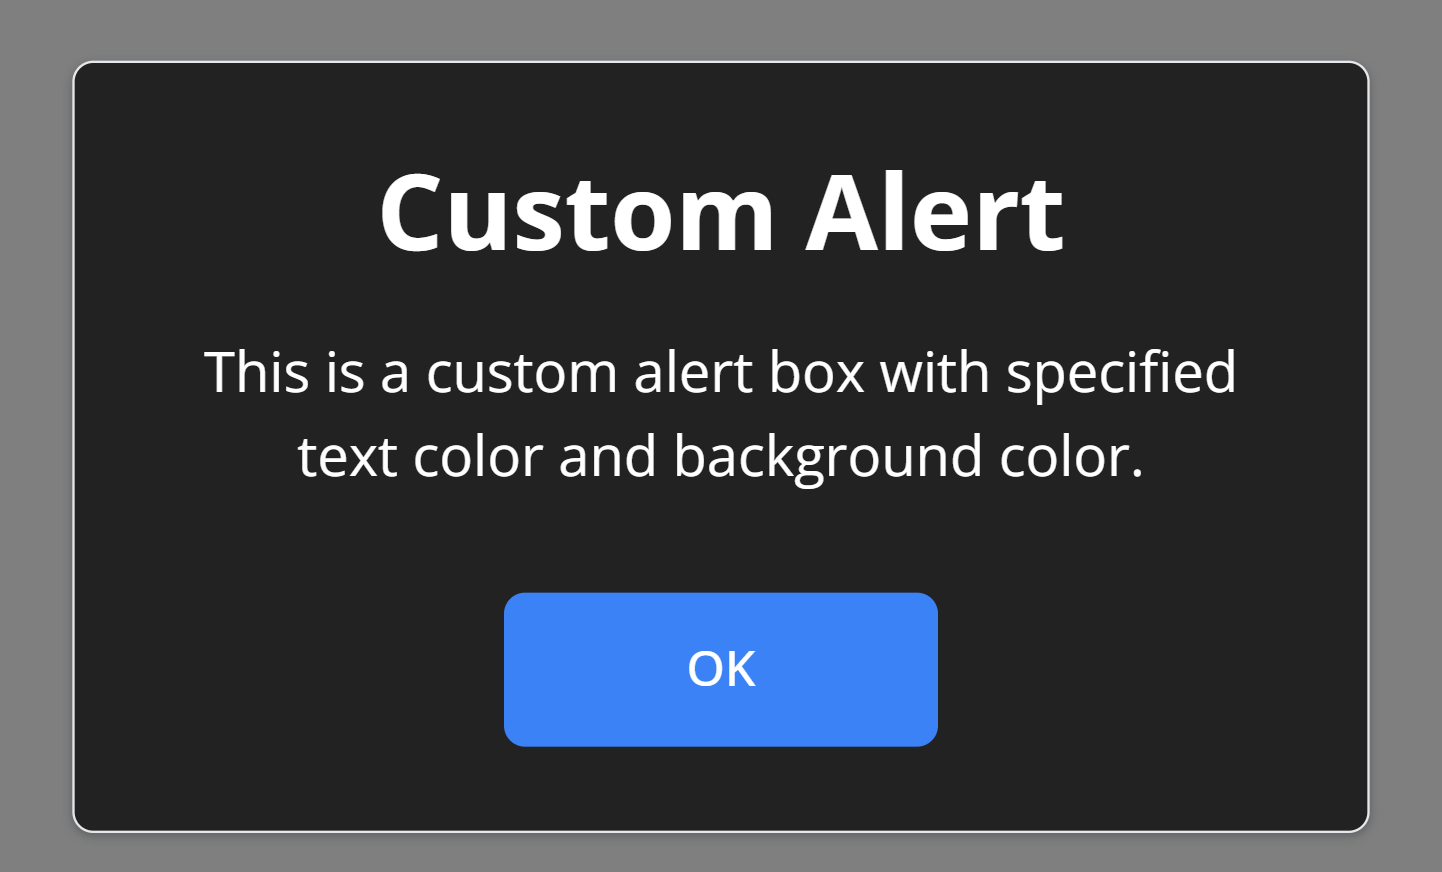 Custom Alert
This is a custom alert box with specified
text color and background color.
OK